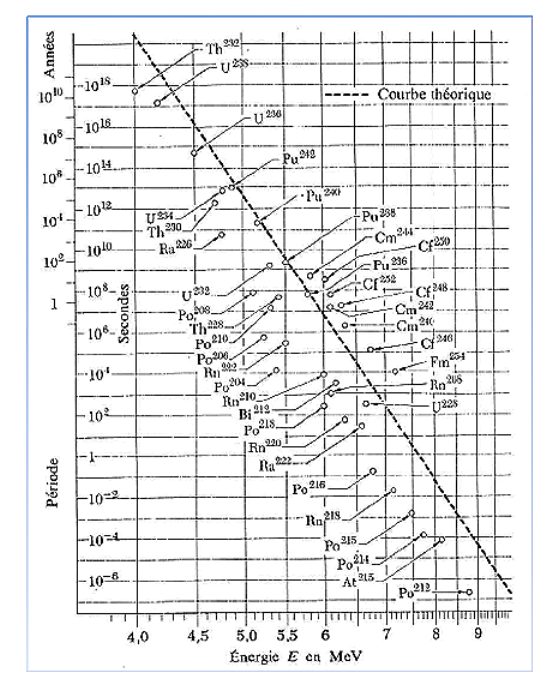 Années
10¹⁰
10⁸
10⁶
10⁴
10²
1
10¹⁸
10¹⁶
10¹⁴
10¹²
10¹⁰
10⁸
10⁶
10⁴
10²
1
10⁻²
10⁻⁴
10⁻⁶
Secondes
Période
Courbe théorique
Th²³²
U²³⁸
U²³⁶
Pu²⁴²
Pu²⁴⁰
Pu²³⁸
U²³⁴
Th²³⁰
Ra²²⁶
Cm²⁴⁴
Cf²⁵⁰
Pu²³⁶
Cf²⁵²
Cf²⁴⁸
Cm²⁴²
Cm²⁴⁰
Cf²⁴⁶
Fm²⁵⁴
U²³²
Po²⁰⁸
Th²²⁸
Po²¹⁰
Po²⁰⁶
Rn²²²
Po²⁰⁴
Rn²¹⁰
Bi²¹²
Rn²⁰⁸
U²²⁸
Po²¹⁸
Rn²²⁰
Ra²²²
Po²¹⁶
Rn²¹⁸
Po²¹⁵
Po²¹⁴
At²¹⁵
Po²¹²
4,0 4,5 5,0 5,5 6 7 8 9
Énergie E en MeV